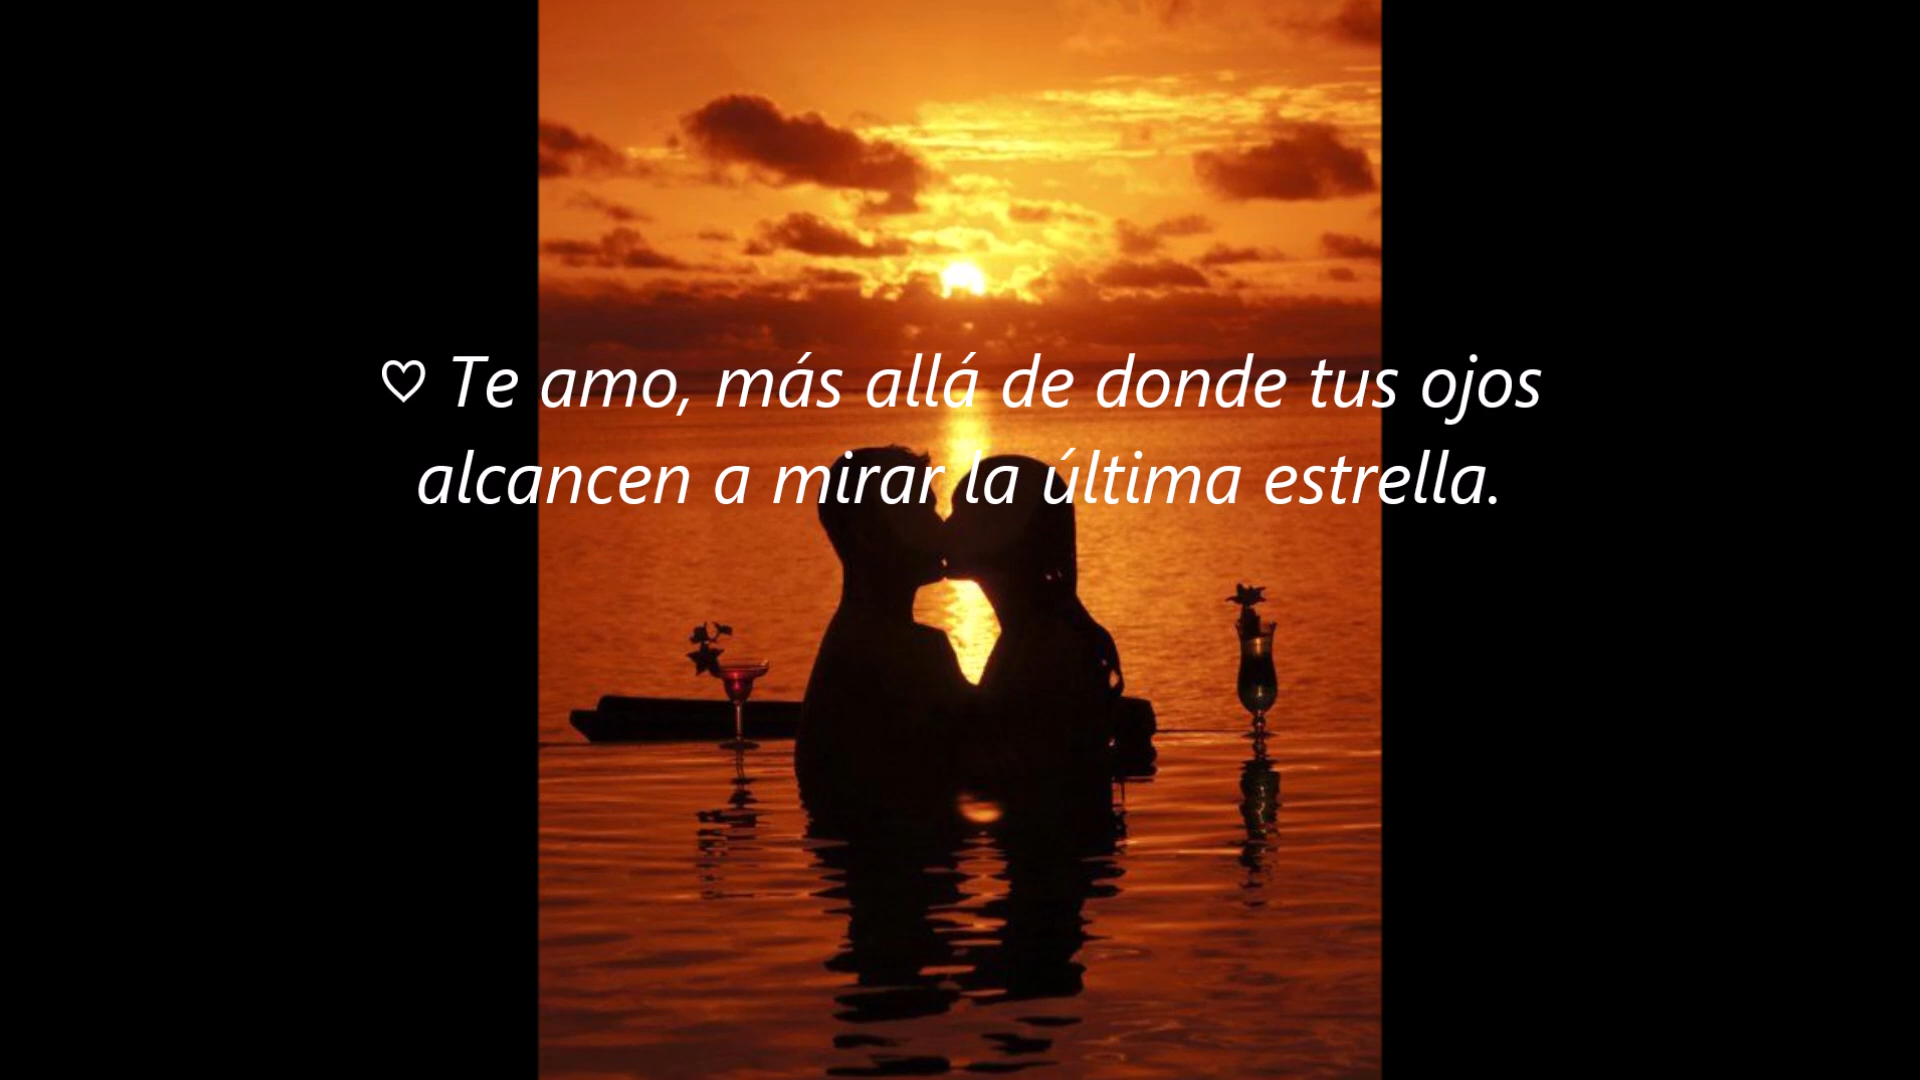 ♡ Te amo, más allá de donde tus ojos
alcancen a mirar la última estrella.